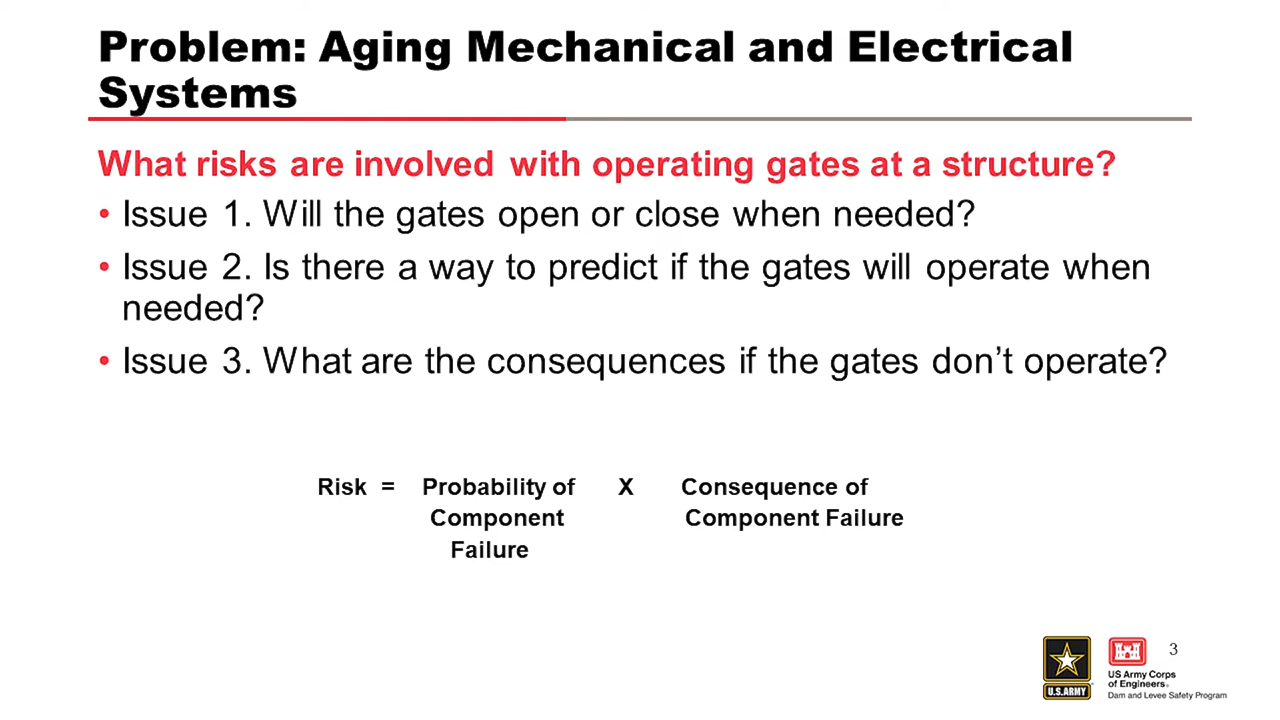 Problem: Aging Mechanical and Electrical
Systems
What risks are involved with operating gates at a structure?
• Issue 1. Will the gates open or close when needed?
• Issue 2. Is there a way to predict if the gates will operate when
needed?
• Issue 3. What are the consequences if the gates don’t operate?
Risk = Probability of X Consequence of
Component Component Failure
Failure
U.S.ARMY
US Army Corps
of Engineers®
Dam and Levee Safety Program
3